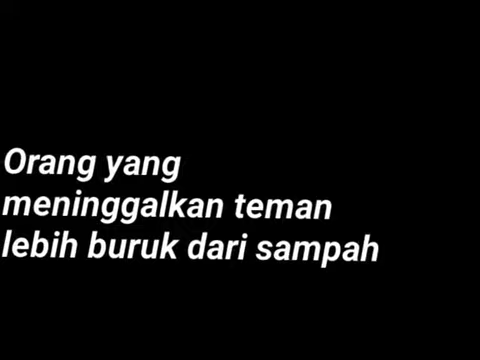 Orang yang
meninggalkan teman
lebih buruk dari sampah